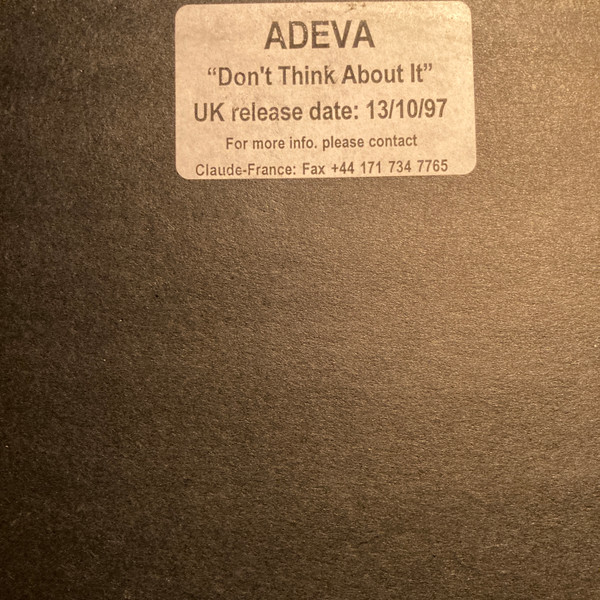 ADEVA
“Don't Think About It”
UK release date: 13/10/97
For more info. please contact
Claude-France: Fax +44 171 734 7765